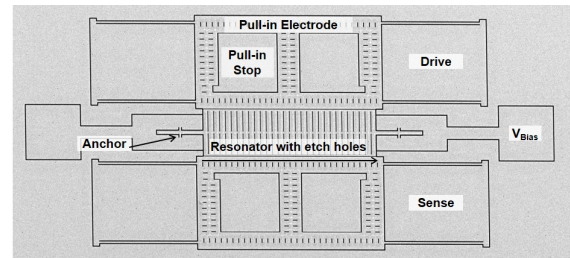 Pull-in Electrode
Pull-in
Stop
Drive
Anchor
Resonator with etch holes
VBias
Sense